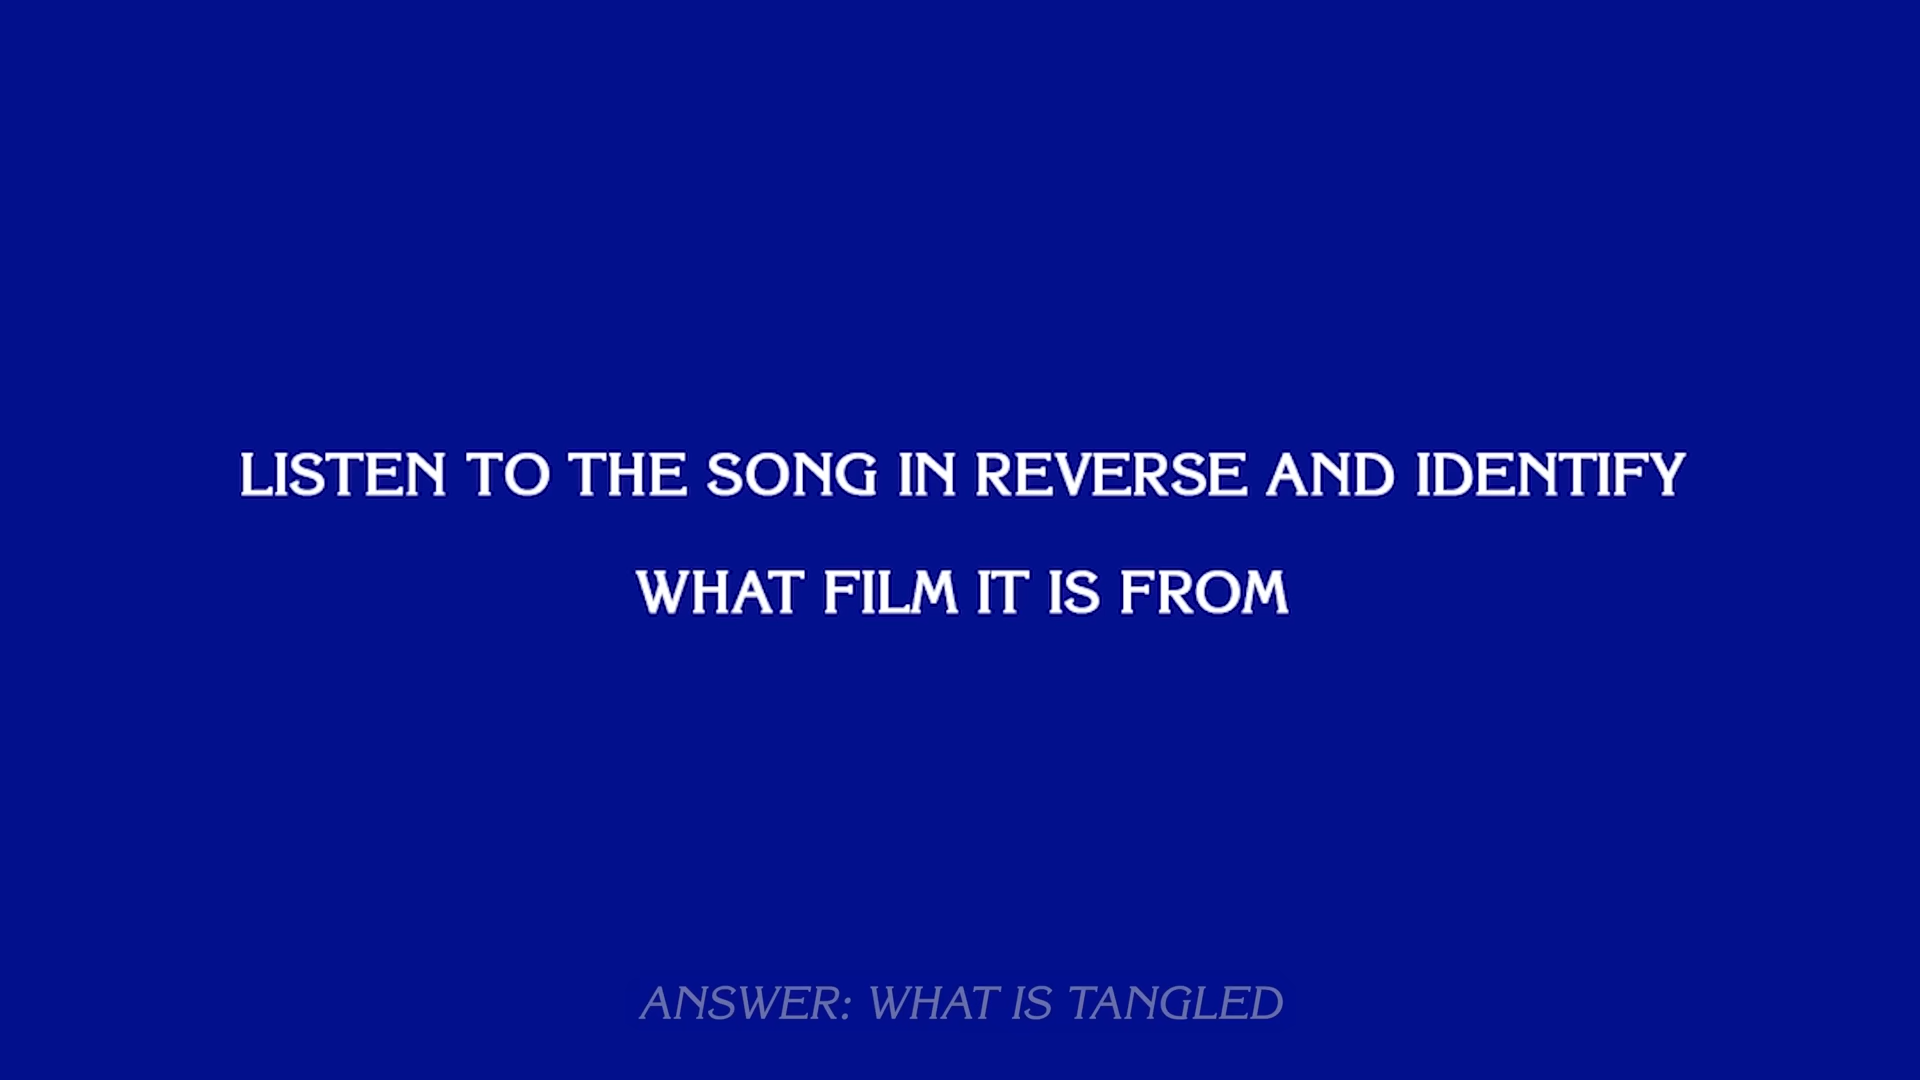 LISTEN TO THE SONG IN REVERSE AND IDENTIFY
WHAT FILM IT IS FROM
ANSWER: WHAT IS TANGLED